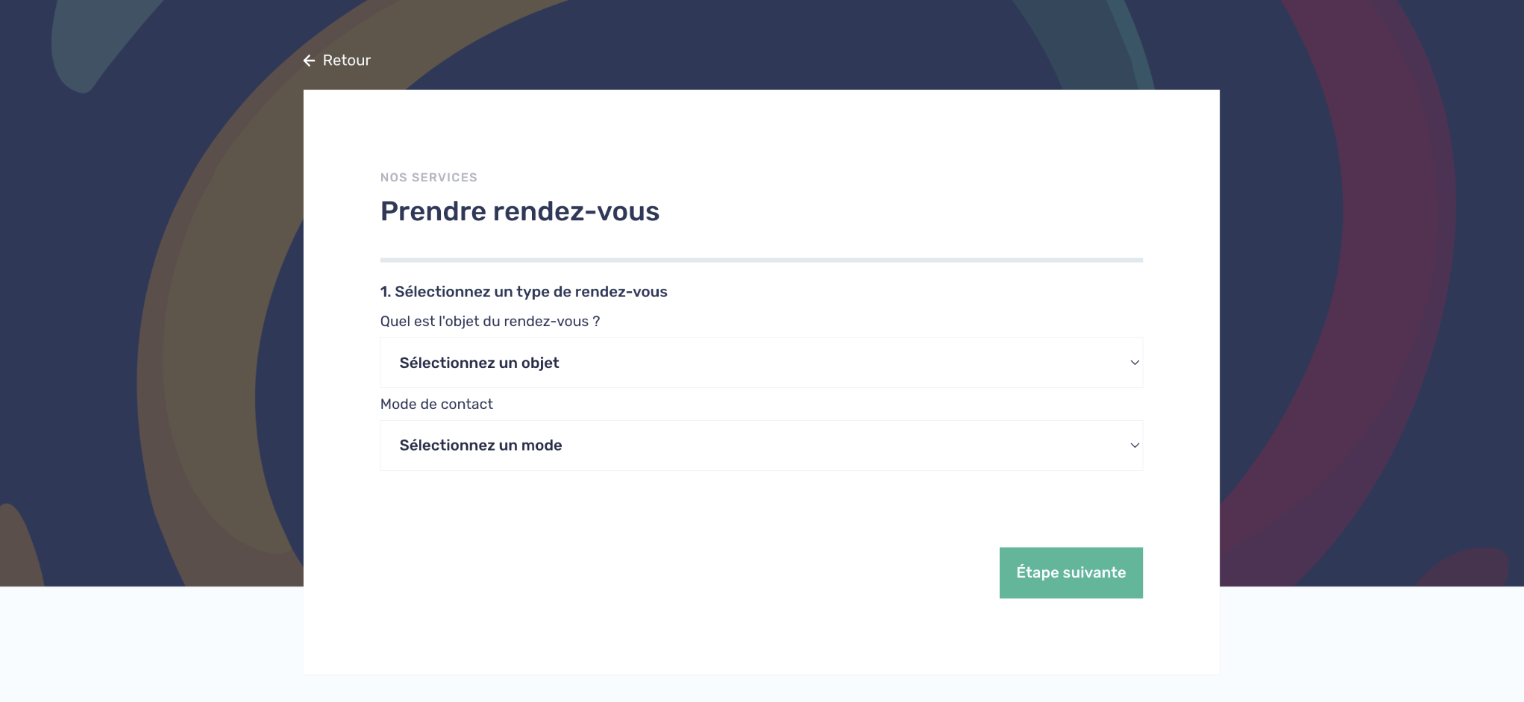 Retour
NOS SERVICES
Prendre rendez-vous
1. Sélectionnez un type de rendez-vous
Quel est l'objet du rendez-vous ?
Sélectionnez un objet
Mode de contact
Sélectionnez un mode
Étape suivante